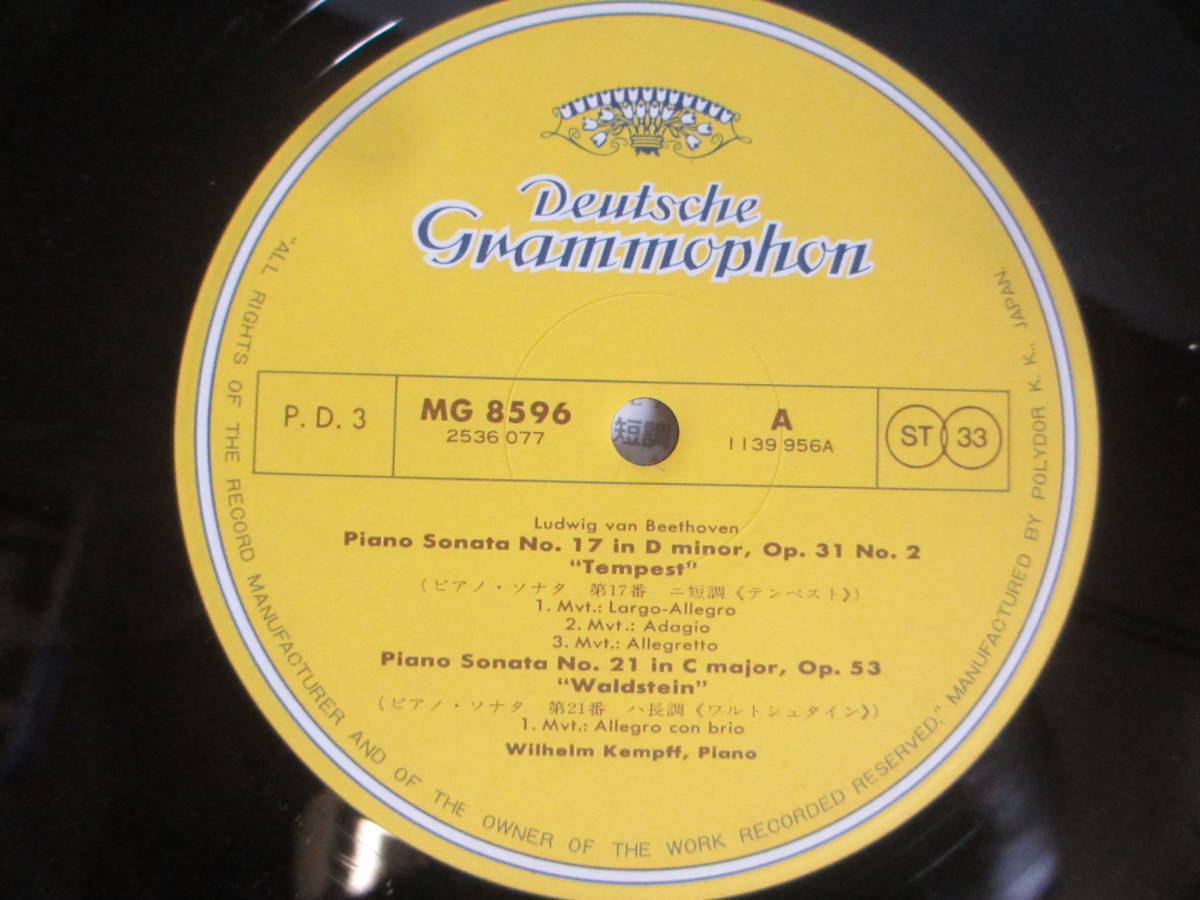 Deutsche
Grammophon
P. D. 3
MG 8596
2536 077
短調
A
1139 956A
ST 33
Ludwig van Beethoven
Piano Sonata No. 17 in D minor, Op. 31 No. 2
“Tempest”
(ピアノ・ソナタ 第17番 ニ短調《テンペスト》)
1. Mvt.: Largo-Allegro
2. Mvt.: Adagio
3. Mvt.: Allegretto
Piano Sonata No. 21 in C major, Op. 53
“Waldstein”
(ピアノ・ソナタ 第21番 ハ長調《ワルトシュタイン》)
1. Mvt.: Allegro con brio
Wilhelm Kempff, Piano
“ALL RIGHTS OF THE RECORD MANUFACTURER AND OF THE OWNER OF THE WORK RECORDED RESERVED,” MANUFACTURED BY POLYDOR K. K., JAPAN.